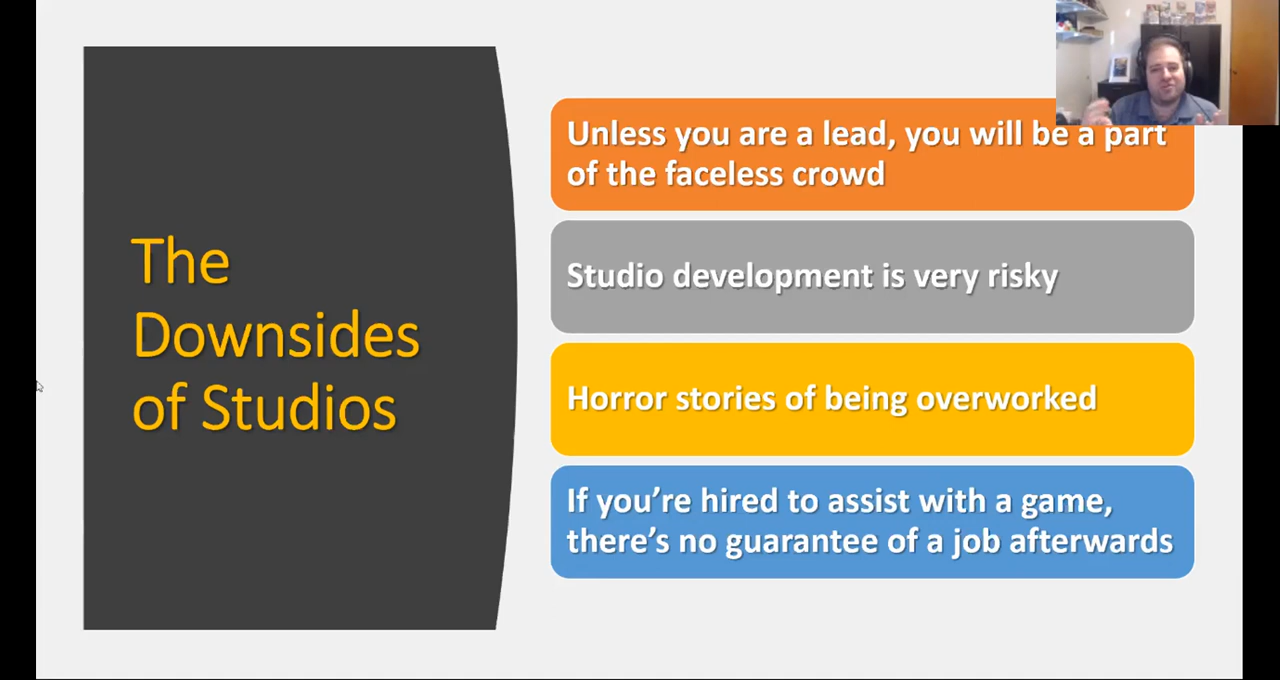 The
Downsides
of Studios
Unless you are a lead, you will be a part
of the faceless crowd
Studio development is very risky
Horror stories of being overworked
If you’re hired to assist with a game,
there’s no guarantee of a job afterwards